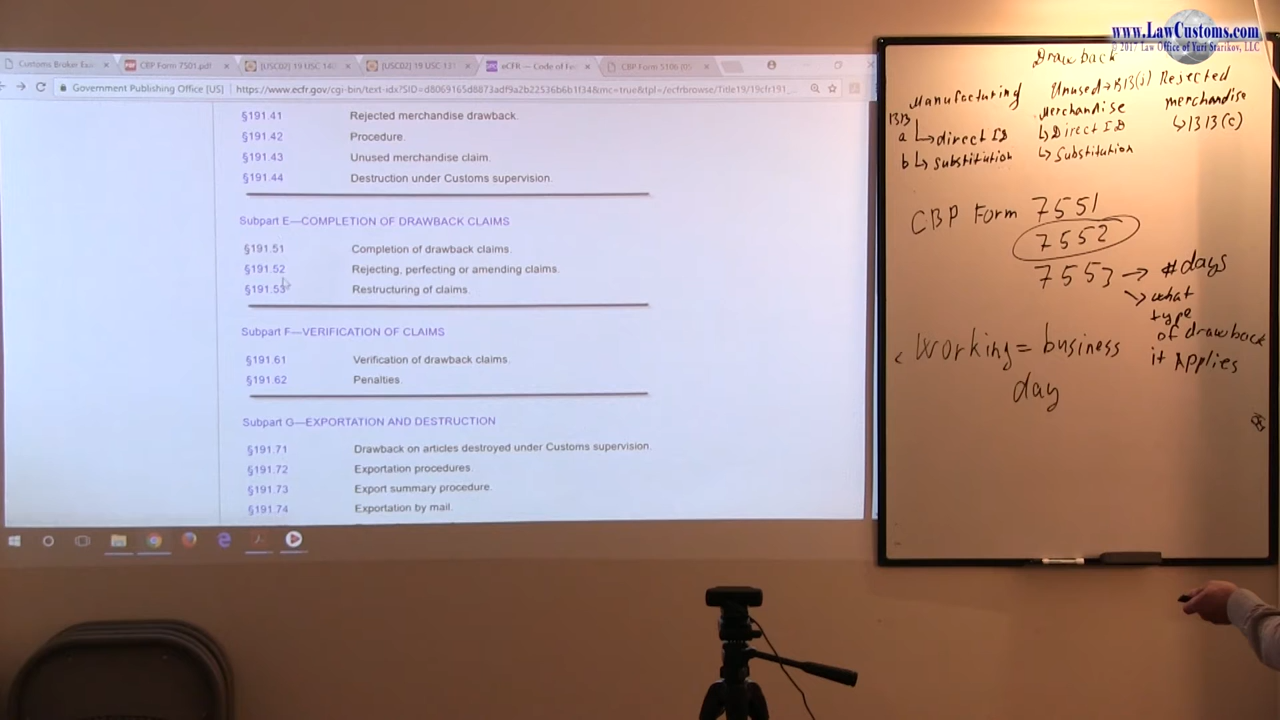 www.LawCustoms.com
© 2017 Law Office of Yuri Starikov, LLC
Customs Broker Exa
CBP Form 7501.pdf
[USC02] 19 USC 14
[USC02] 19 USC 131
eCFR — Code of Fe
CBP Form 5106 (05
Government Publishing Office [US]
§191.41 Rejected merchandise drawback.
§191.42 Procedure.
§191.43 Unused merchandise claim.
§191.44 Destruction under Customs supervision.
Subpart E—COMPLETION OF DRAWBACK CLAIMS
§191.51 Completion of drawback claims.
§191.52 Rejecting, perfecting or amending claims.
§191.53 Restructuring of claims.
Subpart F—VERIFICATION OF CLAIMS
§191.61 Verification of drawback claims.
§191.62 Penalties.
Subpart G—EXPORTATION AND DESTRUCTION
§191.71 Drawback on articles destroyed under Customs supervision.
§191.72 Exportation procedures.
§191.73 Export summary procedure.
§191.74 Exportation by mail.
Drawback
Manufacturing
1313
a ↳ direct ID
b ↳ substitution
Unused → 1313(j)
Merchandise
↳ Direct ID
↳ Substitution
Rejected
merchandise
↳ 1313(c)
CBP Form 7551
7552
7553 → # days
↘ what
type
of drawback
it Applies
Working = business
day